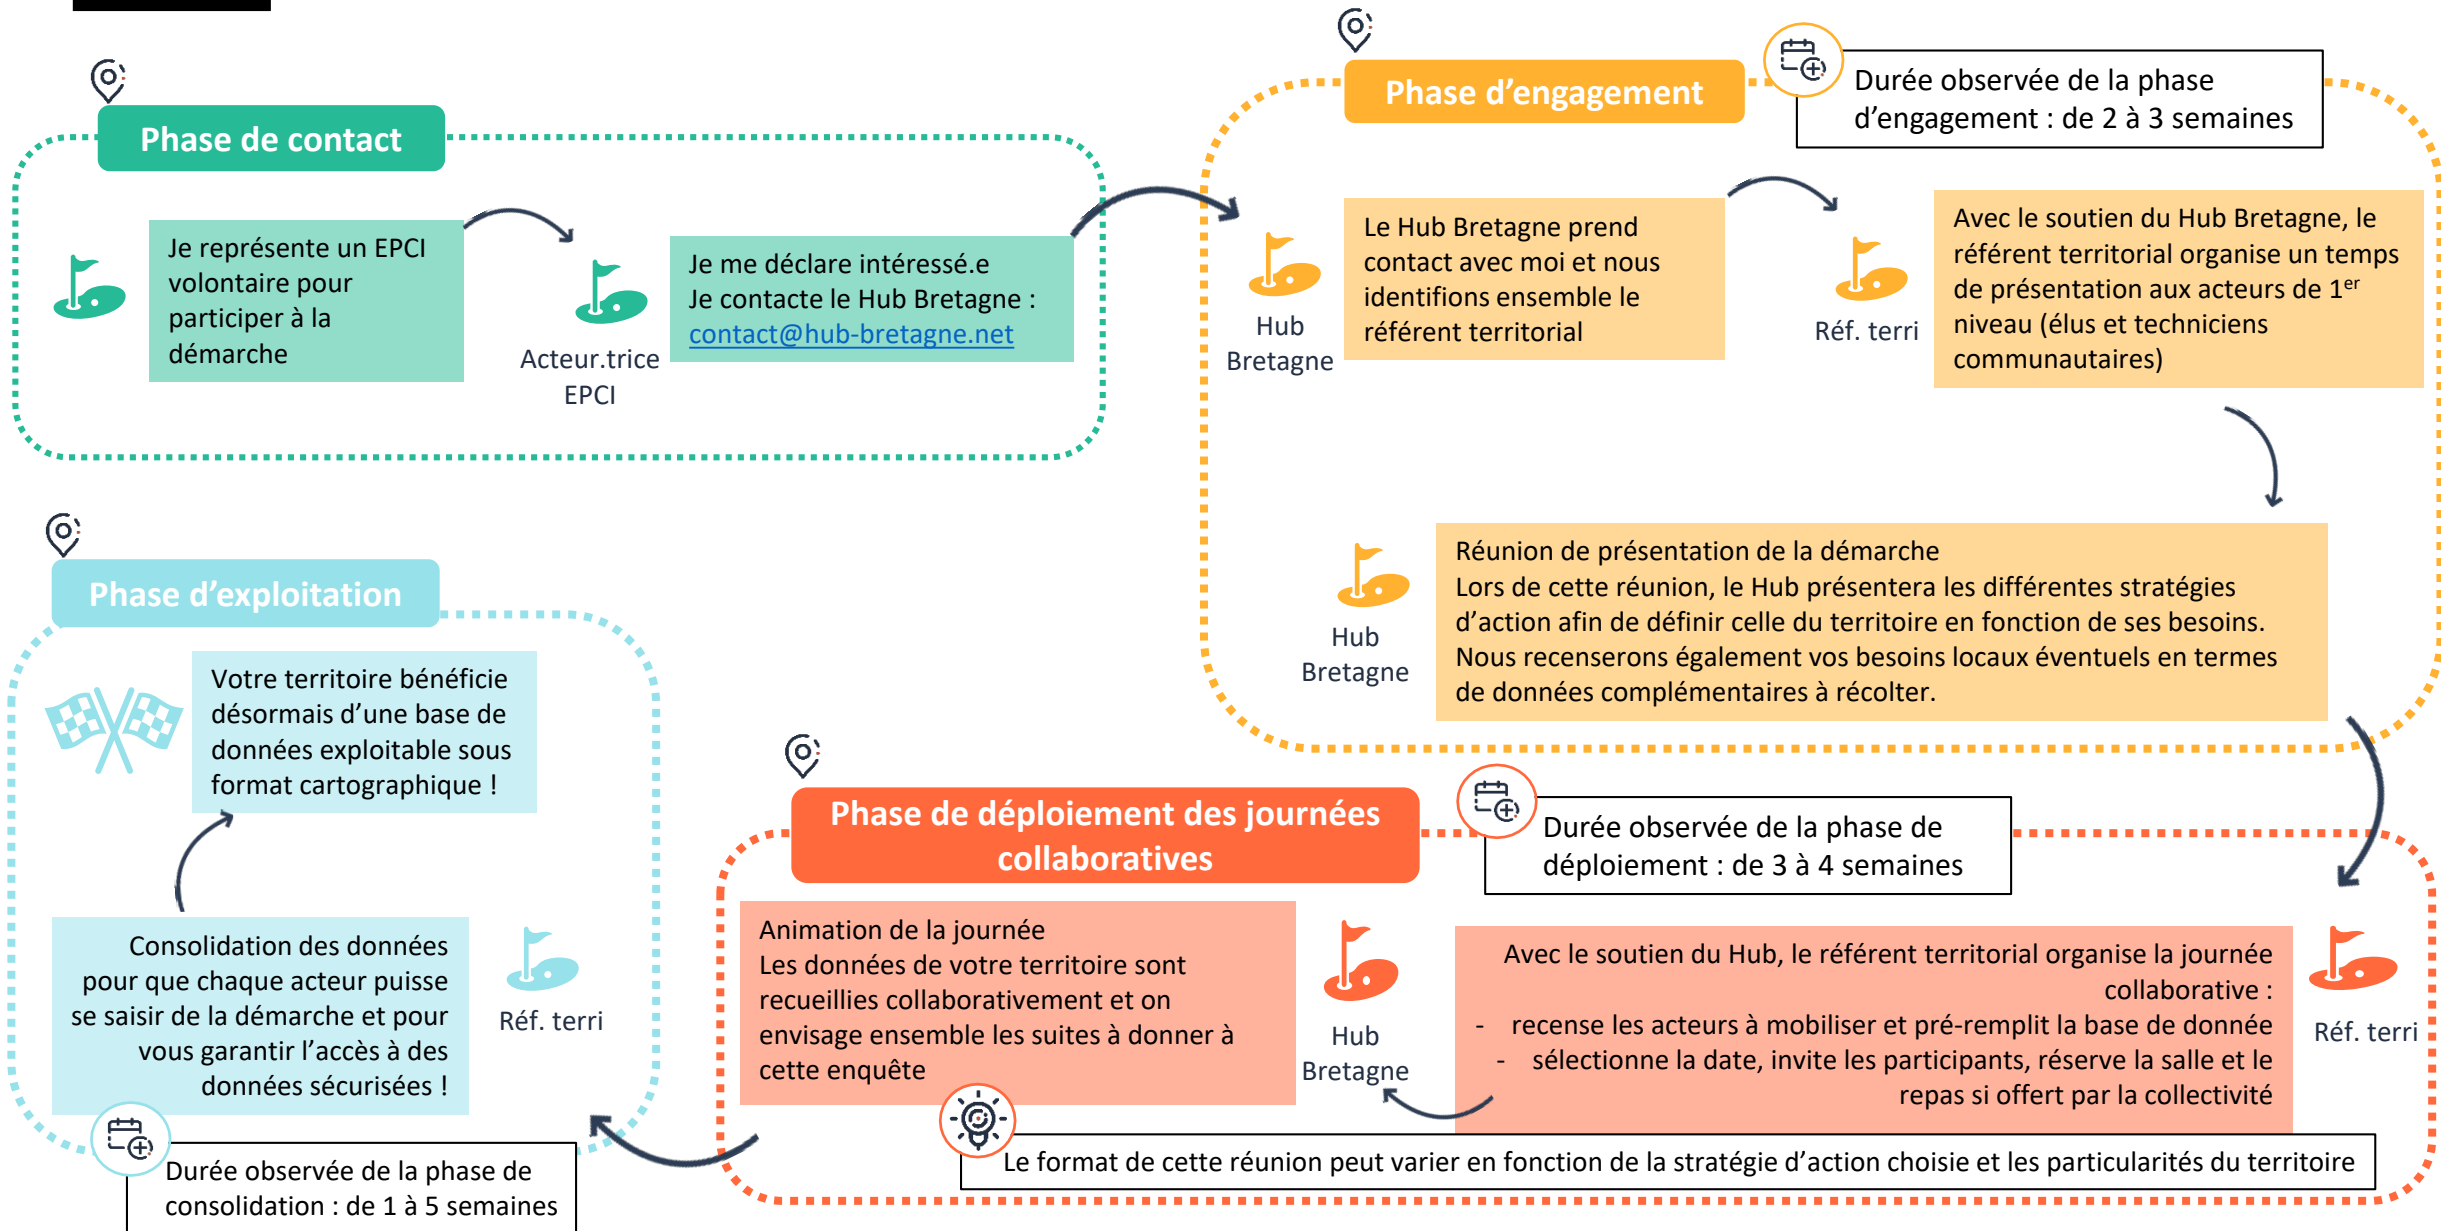 Phase de contact
Je représente un EPCI
volontaire pour
participer à la
démarche
Acteur.trice
EPCI
Je me déclare intéressé.e
Je contacte le Hub Bretagne :
contact@hub-bretagne.net
Phase d’engagement
Durée observée de la phase
d’engagement : de 2 à 3 semaines
Hub
Bretagne
Le Hub Bretagne prend
contact avec moi et nous
identifions ensemble le
référent territorial
Réf. terri
Avec le soutien du Hub Bretagne, le
référent territorial organise un temps
de présentation aux acteurs de 1er
niveau (élus et techniciens
communautaires)
Hub
Bretagne
Réunion de présentation de la démarche
Lors de cette réunion, le Hub présentera les différentes stratégies
d’action afin de définir celle du territoire en fonction de ses besoins.
Nous recenserons également vos besoins locaux éventuels en termes
de données complémentaires à récolter.
Phase de déploiement des journées
collaboratives
Durée observée de la phase de
déploiement : de 3 à 4 semaines
Réf. terri
Avec le soutien du Hub, le référent territorial organise la journée
collaborative :
- recense les acteurs à mobiliser et pré-remplit la base de donnée
- sélectionne la date, invite les participants, réserve la salle et le
repas si offert par la collectivité
Hub
Bretagne
Animation de la journée
Les données de votre territoire sont
recueillies collaborativement et on
envisage ensemble les suites à donner à
cette enquête
Le format de cette réunion peut varier en fonction de la stratégie d’action choisie et les particularités du territoire
Phase d’exploitation
Réf. terri
Consolidation des données
pour que chaque acteur puisse
se saisir de la démarche et pour
vous garantir l’accès à des
données sécurisées !
Durée observée de la phase de
consolidation : de 1 à 5 semaines
Votre territoire bénéficie
désormais d’une base de
données exploitable sous
format cartographique !